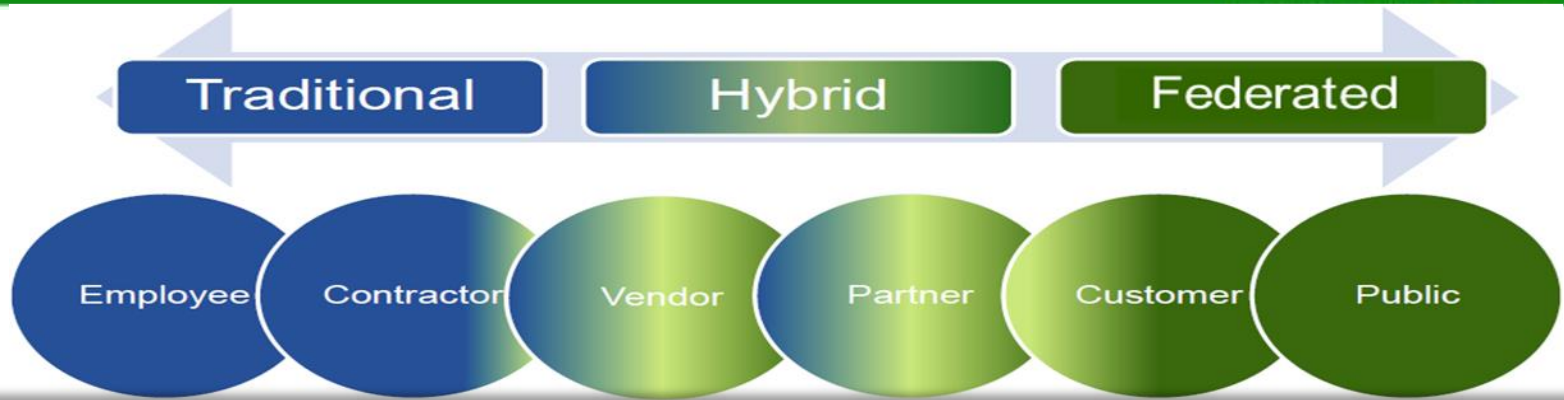 Traditional Hybrid Federated
Employee Contractor Vendor Partner Customer Public